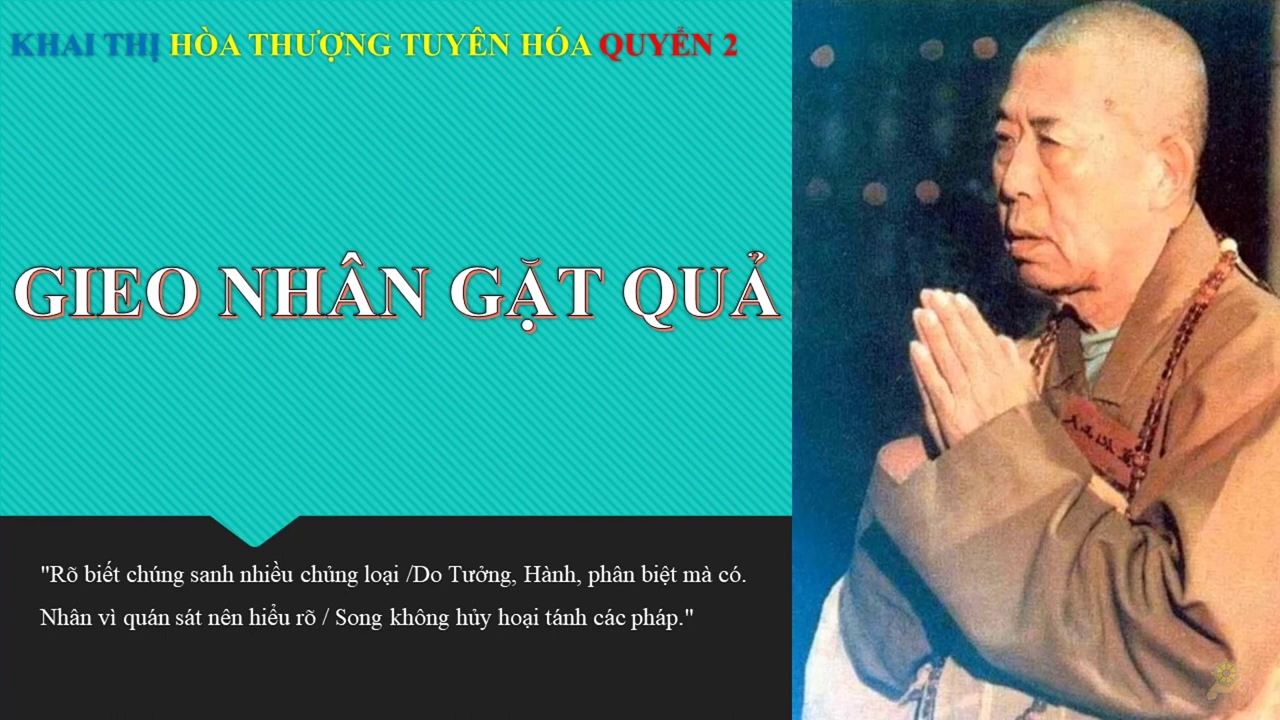 KHAI THỊ HÒA THƯỢNG TUYÊN HÓA QUYỂN 2
GIEO NHÂN GẶT QUẢ
"Rõ biết chúng sanh nhiều chủng loại /Do Tưởng, Hành, phân biệt mà có.
Nhân vì quán sát nên hiểu rõ / Song không hủy hoại tánh các pháp."